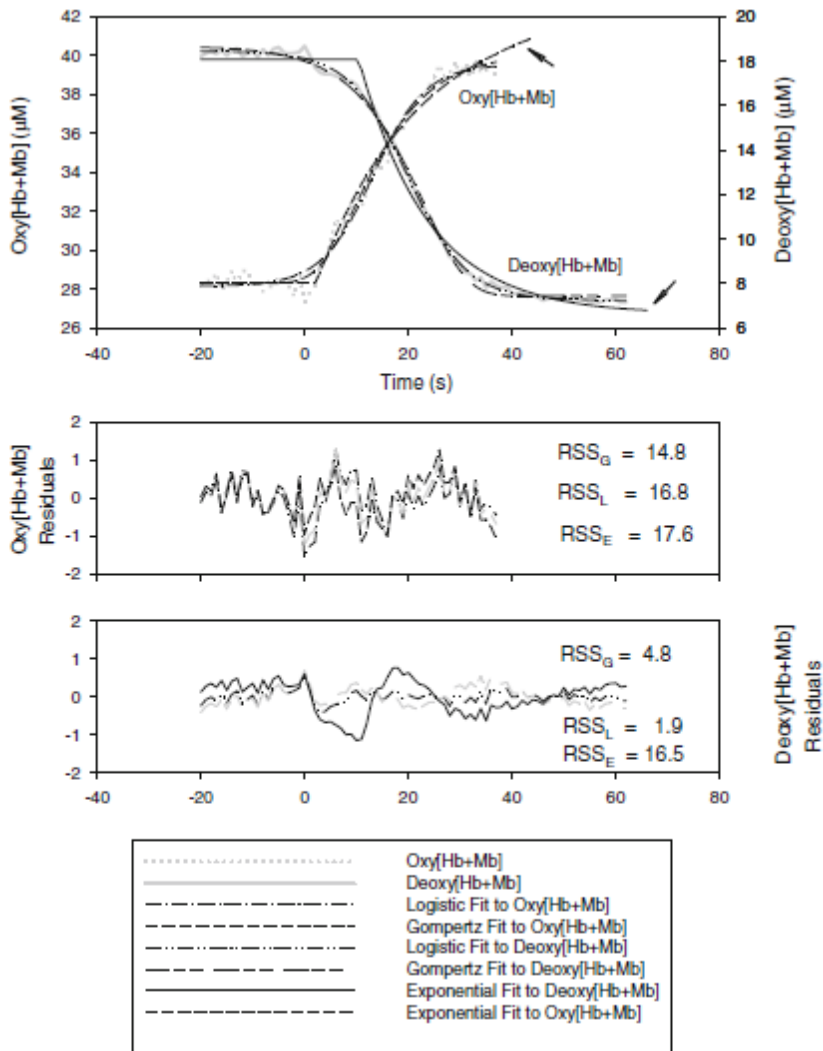 42
40
38
36
34
32
30
28
26
Oxy[Hb+Mb] (µM)
20
18
16
14
12
10
8
6
Deoxy[Hb+Mb] (µM)
Oxy[Hb+Mb]
Deoxy[Hb+Mb]
-40 -20 0 20 40 60 80
Time (s)
2
1
0
-1
-2
Oxy[Hb+Mb]
Residuals
RSSG = 14.8
RSSL = 16.8
RSSE = 17.6
2
1
0
-1
-2
RSSG = 4.8
RSSL = 1.9
RSSE = 16.5
Deoxy[Hb+Mb]
Residuals
-40 -20 0 20 40 60 80
Oxy[Hb+Mb]
Deoxy[Hb+Mb]
Logistic Fit to Oxy[Hb+Mb]
Gompertz Fit to Oxy[Hb+Mb]
Logistic Fit to Deoxy[Hb+Mb]
Gompertz Fit to Deoxy[Hb+Mb]
Exponential Fit to Deoxy[Hb+Mb]
Exponential Fit to Oxy[Hb+Mb]